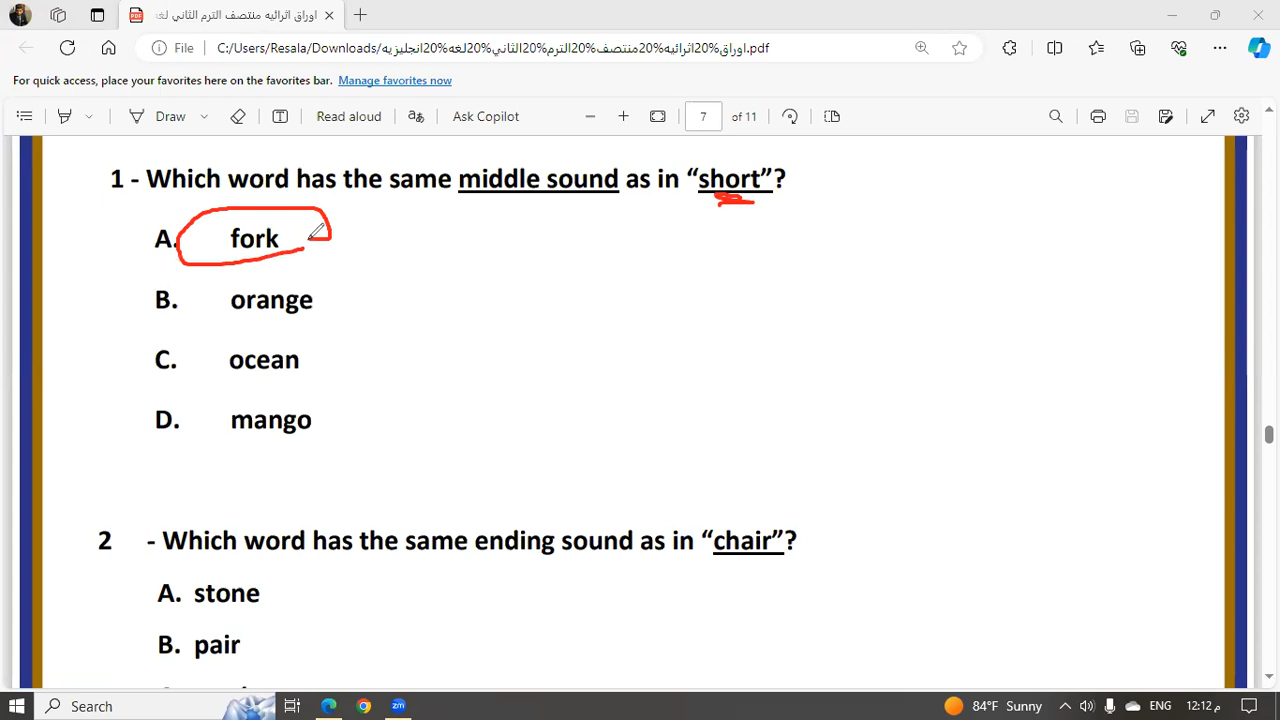 اوراق اثرائيه منتصف الترم الثاني لغ
File
C:/Users/Resala/Downloads/اوراق%20اثرائيه%20منتصف%20الترم%20الثاني%20لغه%20انجليزيه.pdf
For quick access, place your favorites here on the favorites bar. Manage favorites now
Draw
Read aloud
aあ
Ask Copilot
7 of 11
1 - Which word has the same middle sound as in “short”?
A. fork
B. orange
C. ocean
D. mango
2 - Which word has the same ending sound as in “chair”?
A. stone
B. pair
Search
zm
84°F Sunny
ENG
12:12 م